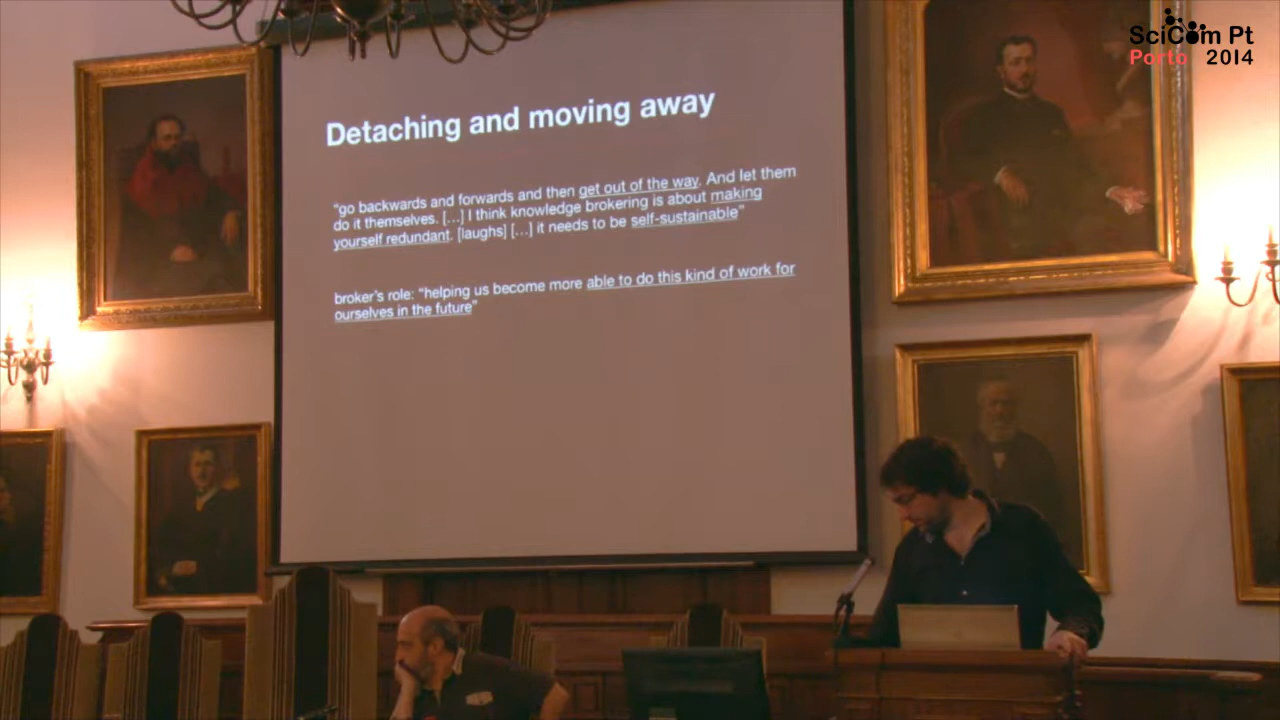 SciCom Pt
Porto 2014
Detaching and moving away
“go backwards and forwards and then get out of the way. And let them
do it themselves. [...] I think knowledge brokering is about making
yourself redundant. [laughs] [...] it needs to be self-sustainable”
broker’s role: “helping us become more able to do this kind of work for
ourselves in the future”